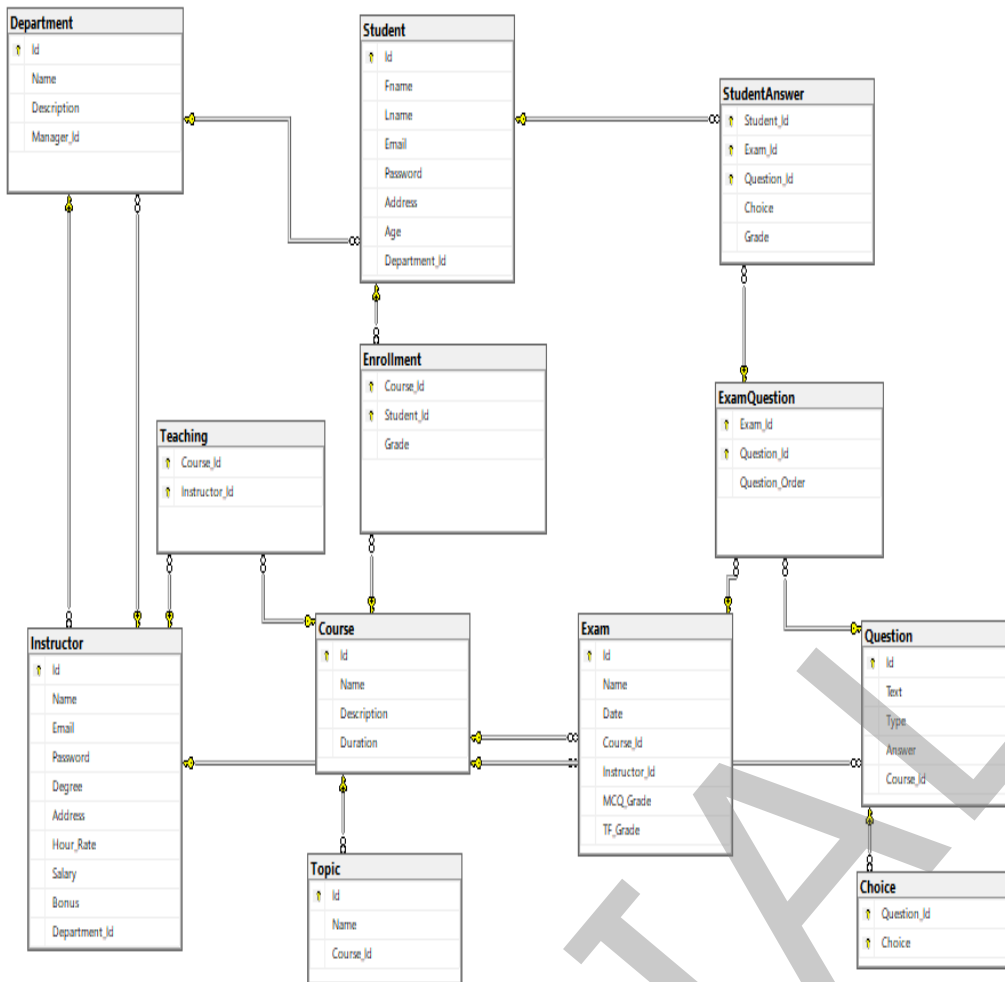 Department
Id
Name
Description
Manager_Id
Student
Id
Fname
Lname
Email
Password
Address
Age
Department_Id
StudentAnswer
Student_Id
Exam_Id
Question_Id
Choice
Grade
Enrollment
Course_Id
Student_Id
Grade
ExamQuestion
Exam_Id
Question_Id
Question_Order
Teaching
Course_Id
Instructor_Id
Instructor
Id
Name
Email
Password
Degree
Address
Hour_Rate
Salary
Bonus
Department_Id
Course
Id
Name
Description
Duration
Exam
Id
Name
Date
Course_Id
Instructor_Id
MCQ_Grade
TF_Grade
Question
Id
Text
Type
Answer
Course_Id
Topic
Id
Name
Course_Id
Choice
Question_Id
Choice